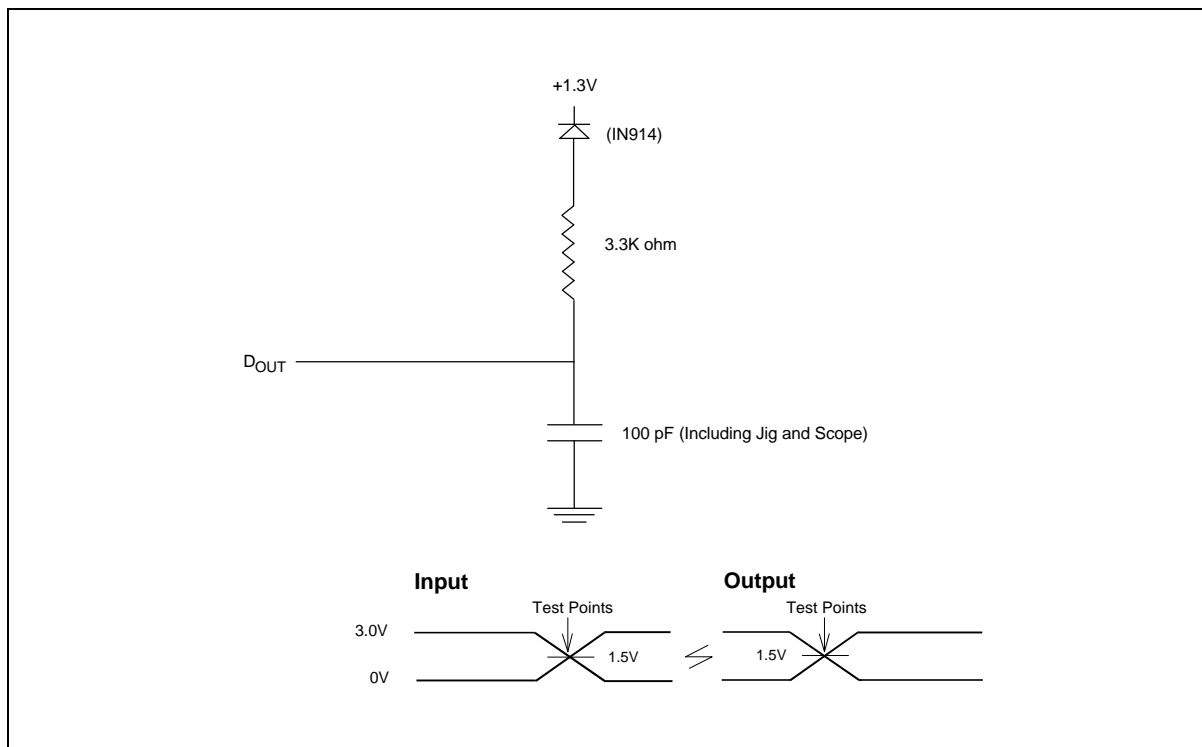 +1.3V
(IN914)
3.3K ohm
D_OUT
100 pF (Including Jig and Scope)
Input
Output
Test Points
Test Points
3.0V
1.5V
1.5V
0V